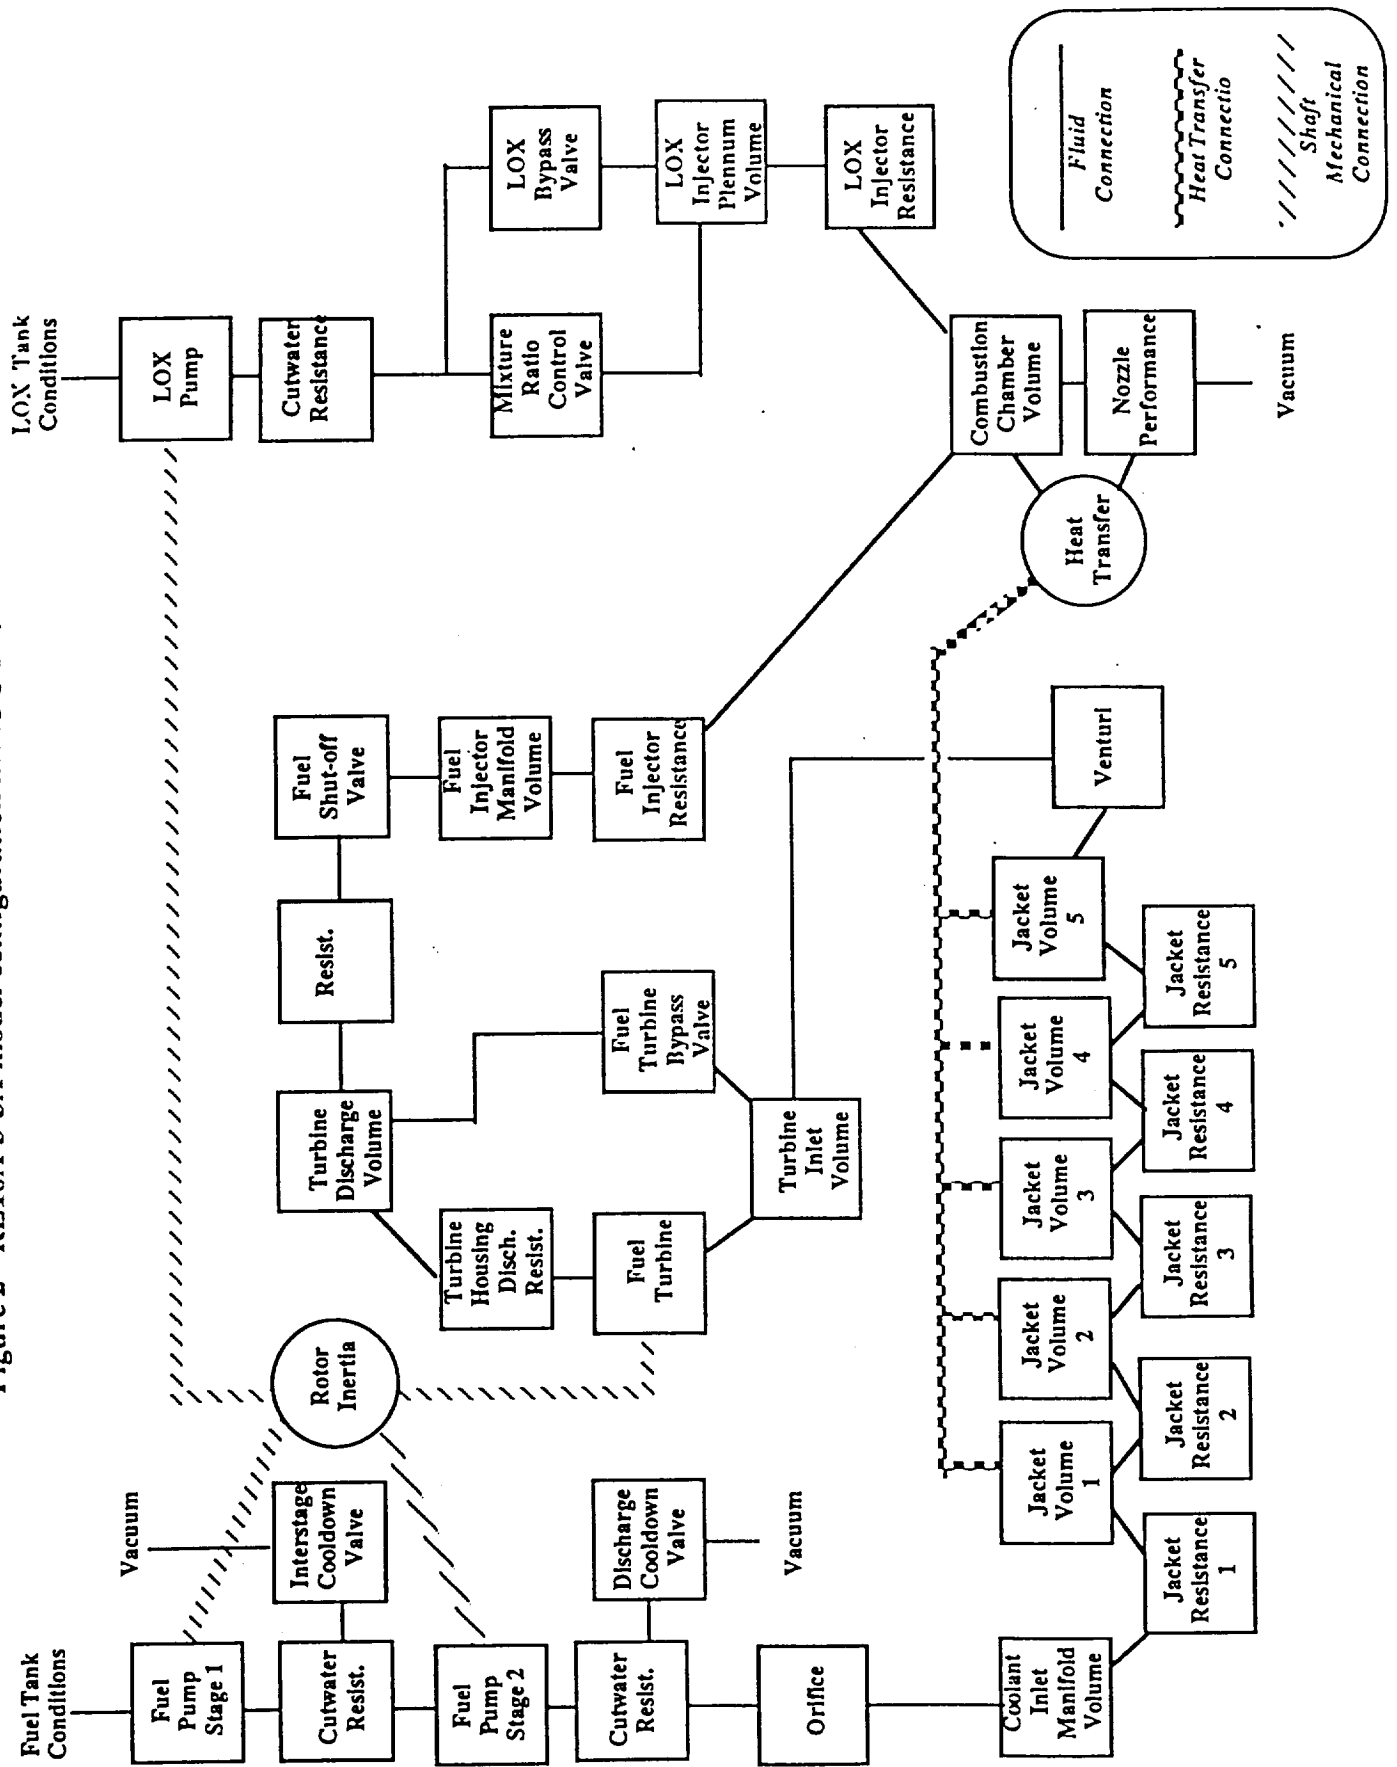 Figure 2
Fuel Tank
Conditions
Vacuum
LOX Tank
Conditions
Fuel
Pump
Stage 1
LOX
Pump
Cutwater
Resist.
Interstage
Cooldown
Valve
Rotor
Inertia
Turbine
Discharge
Volume
Resist.
Fuel
Shut-off
Valve
Cutwater
Resistance
Fuel
Pump
Stage 2
Turbine
Housing
Disch.
Resist.
Fuel
Injector
Manifold
Volume
Mixture
Ratio
Control
Valve
LOX
Bypass
Valve
Cutwater
Resist.
Discharge
Cooldown
Valve
Fuel
Turbine
Fuel
Turbine
Bypass
Valve
Fuel
Injector
Resistance
LOX
Injector
Plennum
Volume
Orifice
Vacuum
Turbine
Inlet
Volume
LOX
Injector
Resistance
Coolant
Inlet
Manifold
Volume
Jacket
Volume
1
Jacket
Volume
2
Jacket
Volume
3
Jacket
Volume
4
Jacket
Volume
5
Venturi
Heat
Transfer
Combustion
Chamber
Volume
Jacket
Resistance
1
Jacket
Resistance
2
Jacket
Resistance
3
Jacket
Resistance
4
Jacket
Resistance
5
Nozzle
Performance
Vacuum
Fluid
Connection
Heat Transfer
Connectio
Shaft
Mechanical
Connection